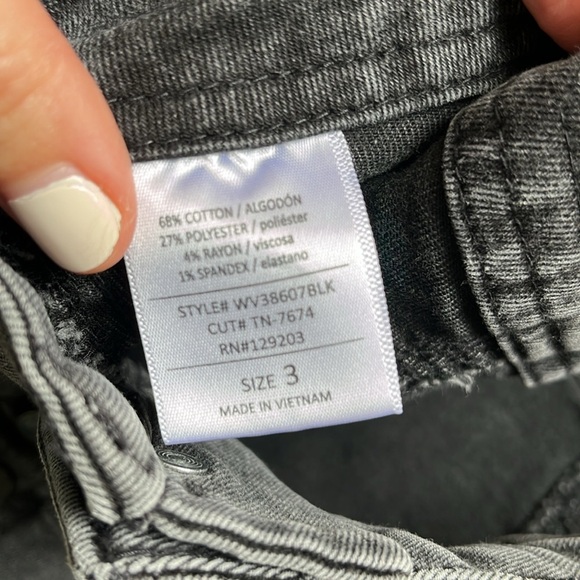 68% COTTON / ALGODÓN
27% POLYESTER / poliéster
4% RAYON / viscosa
1% SPANDEX / elastano
STYLE# WV38607BLK
CUT# TN-7674
RN#129203
SIZE 3
MADE IN VIETNAM